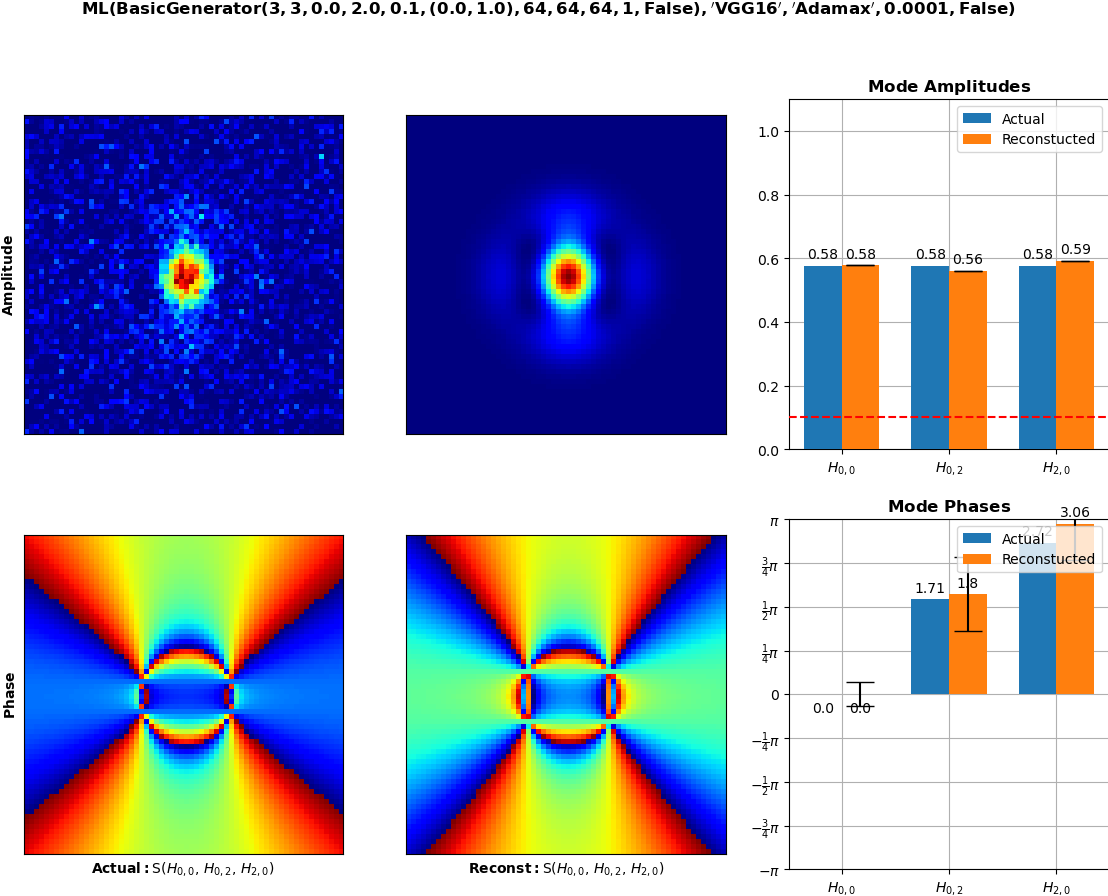 ML(BasicGenerator(3, 3, 0.0, 2.0, 0.1, (0.0, 1.0), 64, 64, 64, 1, False), ′VGG16′, ′Adamax′, 0.0001, False)
Mode Amplitudes
Amplitude
Actual
Reconstucted
1.0
0.8
0.6
0.4
0.2
0.0
0.58 0.58 0.58 0.56 0.58 0.59
H0,0 H0,2 H2,0
Mode Phases
Phase
Actual
Reconstucted
π
3/4π
1/2π
1/4π
0
−1/4π
−1/2π
−3/4π
−π
0.0 0.0 1.71 1.8 2.72 3.06
H0,0 H0,2 H2,0
Actual: S(H0,0, H0,2, H2,0)
Reconst: S(H0,0, H0,2, H2,0)